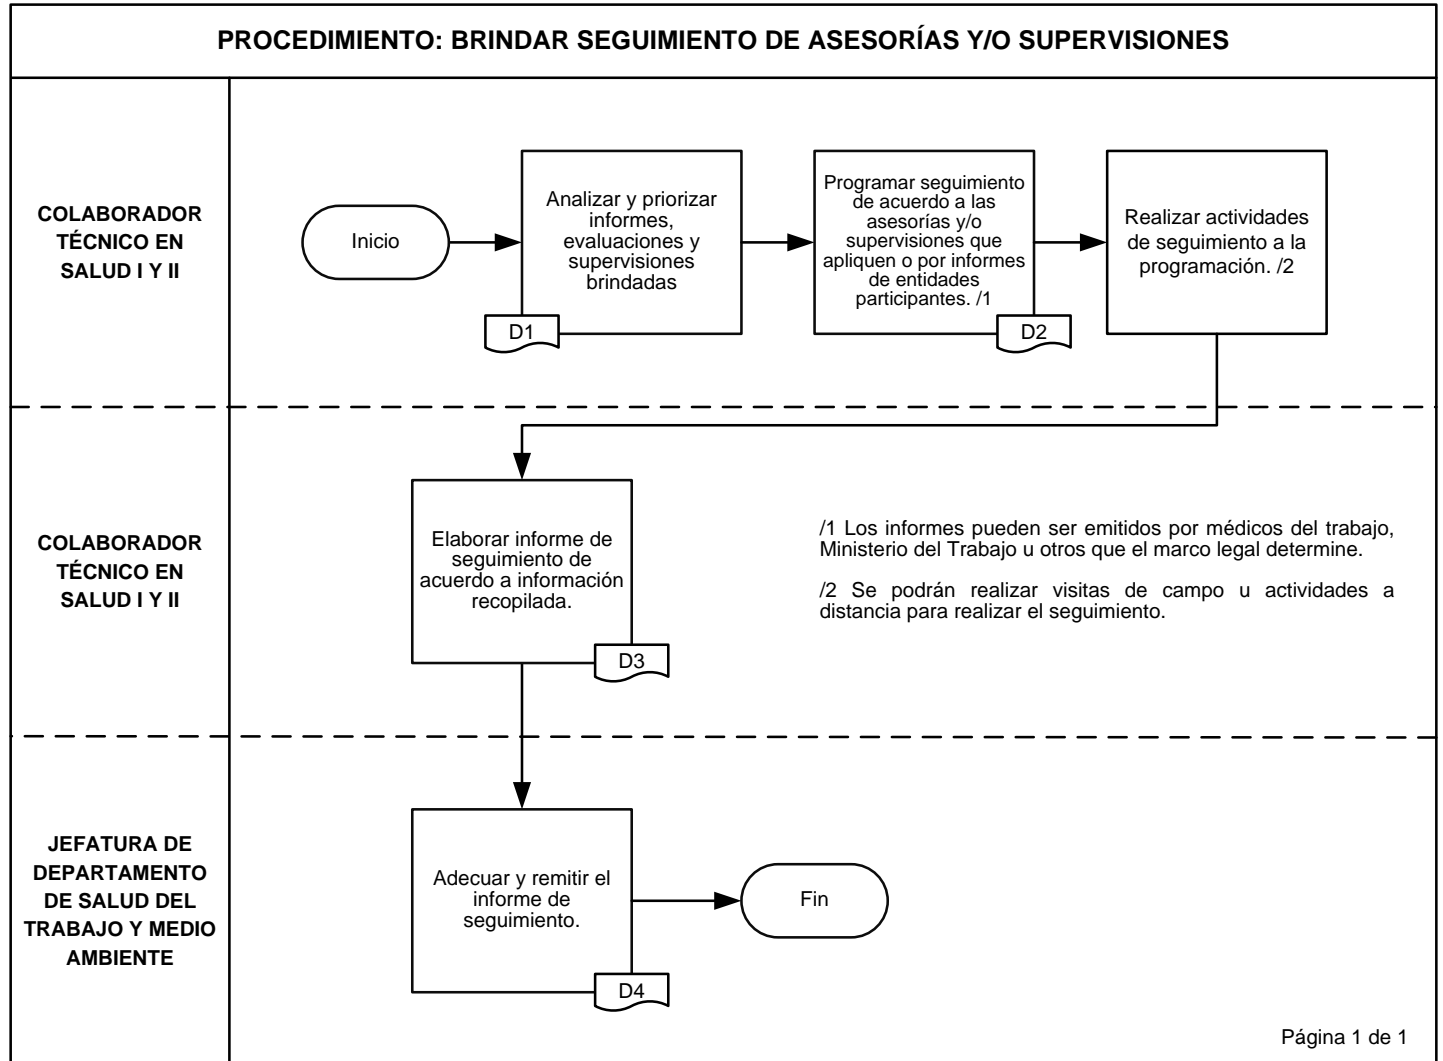 PROCEDIMIENTO: BRINDAR SEGUIMIENTO DE ASESORÍAS Y/O SUPERVISIONES
COLABORADOR
TÉCNICO EN
SALUD I Y II
Inicio
Analizar y priorizar
informes,
evaluaciones y
supervisiones
brindadas
D1
Programar seguimiento
de acuerdo a las
asesorías y/o
supervisiones que
apliquen o por informes
de entidades
participantes. /1
D2
Realizar actividades
de seguimiento a la
programación. /2
COLABORADOR
TÉCNICO EN
SALUD I Y II
Elaborar informe de
seguimiento de
acuerdo a información
recopilada.
D3
/1 Los informes pueden ser emitidos por médicos del trabajo,
Ministerio del Trabajo u otros que el marco legal determine.
/2 Se podrán realizar visitas de campo u actividades a
distancia para realizar el seguimiento.
JEFATURA DE
DEPARTAMENTO
DE SALUD DEL
TRABAJO Y MEDIO
AMBIENTE
Adecuar y remitir el
informe de
seguimiento.
D4
Fin
Página 1 de 1